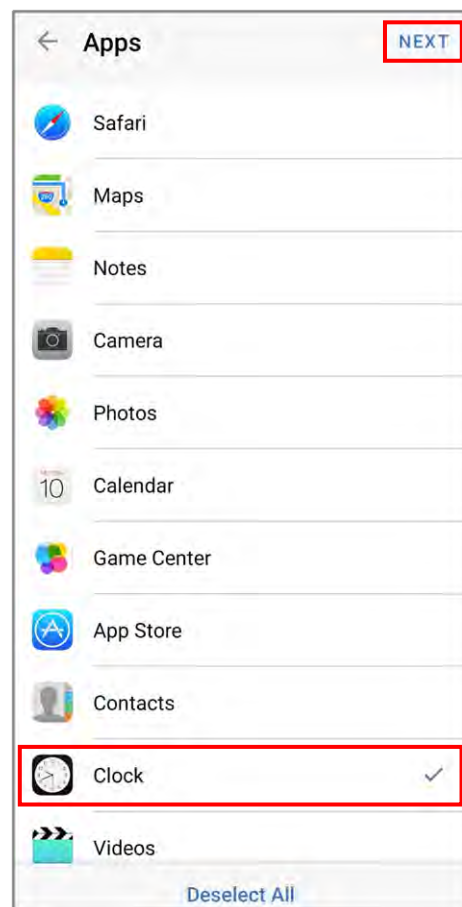 Apps NEXT
Safari
Maps
Notes
Camera
Photos
10 Calendar
Game Center
App Store
Contacts
Clock
Videos
Deselect All